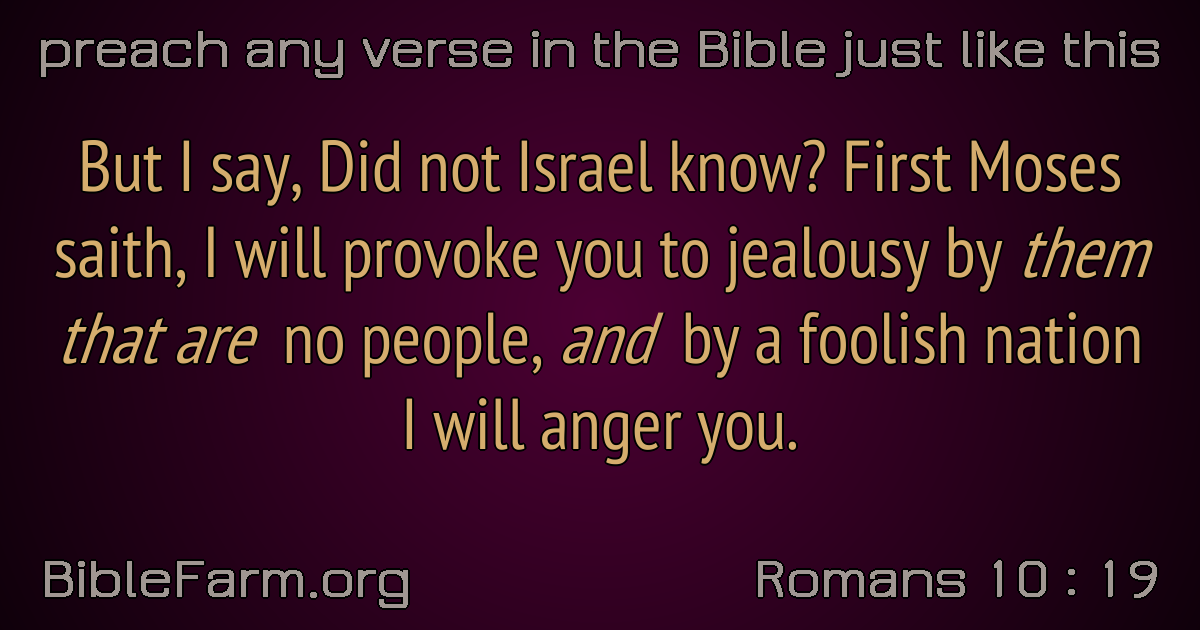 preach any verse in the Bible just like this
But I say, Did not Israel know? First Moses
saith, I will provoke you to jealousy by them
that are no people, and by a foolish nation
I will anger you.
BibleFarm.org
Romans 10 : 19